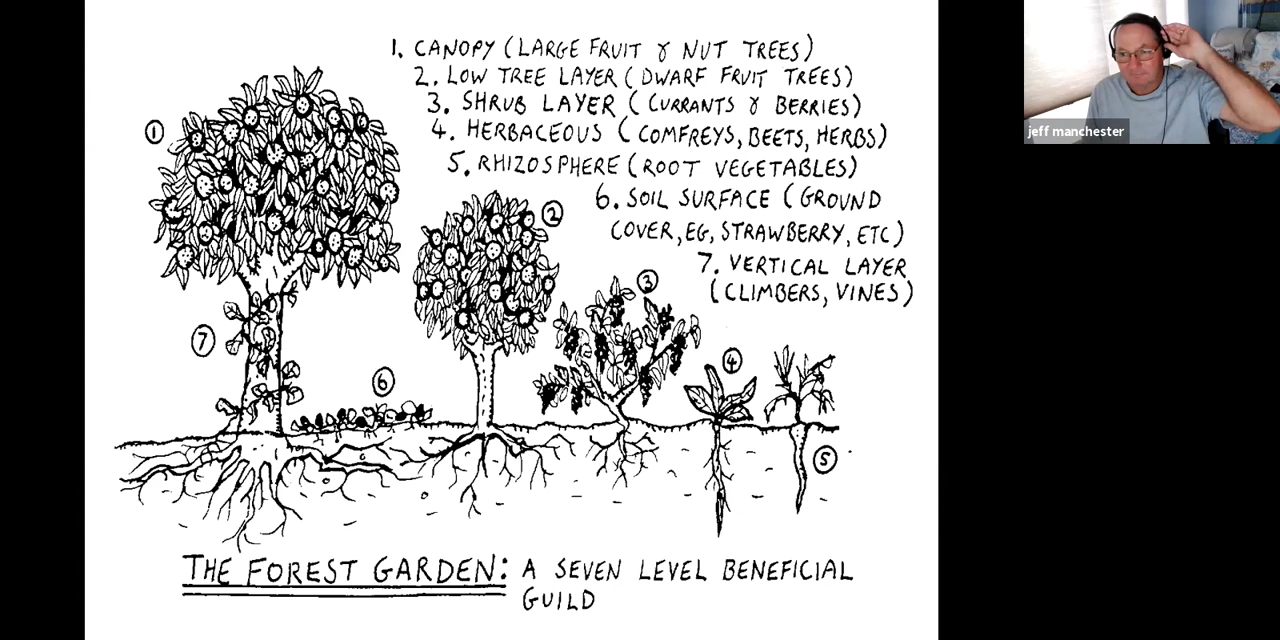 1. CANOPY (LARGE FRUIT & NUT TREES)
2. LOW TREE LAYER (DWARF FRUIT TREES)
3. SHRUB LAYER (CURRANTS & BERRIES)
4. HERBACEOUS (COMFREYS, BEETS, HERBS)
5. RHIZOSPHERE (ROOT VEGETABLES)
6. SOIL SURFACE (GROUND
COVER, EG, STRAWBERRY, ETC)
7. VERTICAL LAYER
(CLIMBERS, VINES)
1
2
3
7
4
6
5
THE FOREST GARDEN: A SEVEN LEVEL BENEFICIAL
GUILD
jeff manchester